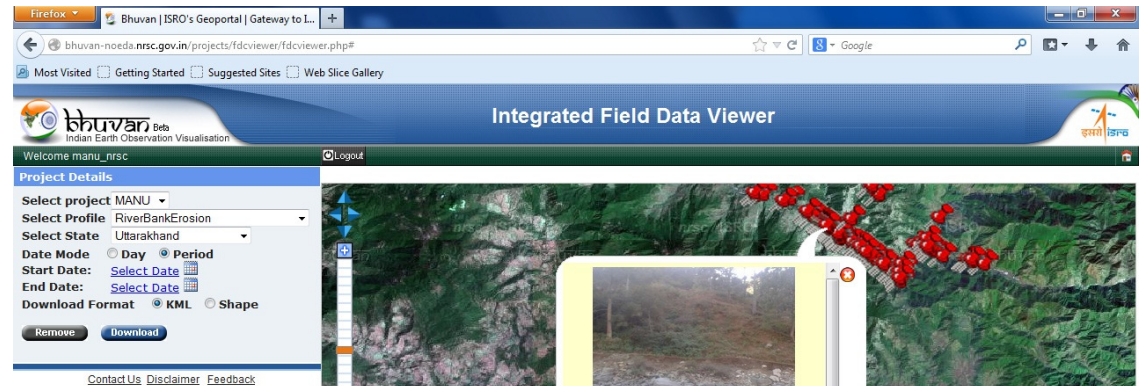 Firefox
Bhuvan | ISRO's Geoportal | Gateway to I...
bhuvan-noeda.nrsc.gov.in/projects/fdcviewer/fdcviewer.php#
Google
Most Visited Getting Started Suggested Sites Web Slice Gallery
bhuvan Beta
Indian Earth Observation Visualisation
Integrated Field Data Viewer
इसरो isro
Welcome manu_nrsc
Logout
Project Details
Select project MANU
Select Profile RiverBankErosion
Select State Uttarakhand
Date Mode Day Period
Start Date: Select Date
End Date: Select Date
Download Format KML Shape
Remove Download
Contact Us Disclaimer Feedback